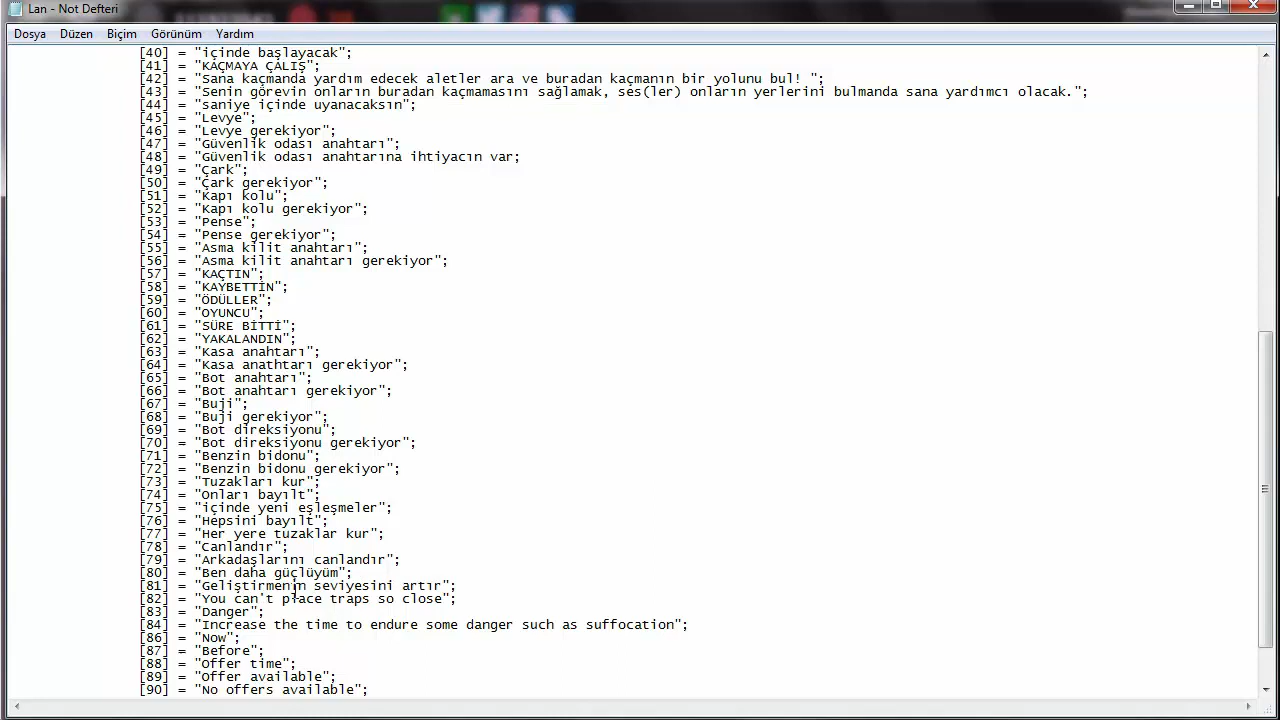 Lan - Not Defteri
Dosya Düzen Biçim Görünüm Yardım
[40] = "içinde başlayacak";
[41] = "KAÇMAYA ÇALIŞ";
[42] = "Sana kaçmanda yardım edecek aletler ara ve buradan kaçmanın bir yolunu bul! ";
[43] = "Senin görevin onların buradan kaçmamasını sağlamak, ses(ler) onların yerlerini bulmanda sana yardımcı olacak.";
[44] = "saniye içinde uyanacaksın";
[45] = "Levye";
[46] = "Levye gerekiyor";
[47] = "Güvenlik odası anahtarı";
[48] = "Güvenlik odası anahtarına ihtiyacın var;
[49] = "Çark";
[50] = "Çark gerekiyor";
[51] = "Kapı kolu";
[52] = "Kapı kolu gerekiyor";
[53] = "Pense";
[54] = "Pense gerekiyor";
[55] = "Asma kilit anahtarı";
[56] = "Asma kilit anahtarı gerekiyor";
[57] = "KAÇTIN";
[58] = "KAYBETTİN";
[59] = "ÖDÜLLER";
[60] = "OYUNCU";
[61] = "SÜRE BİTTİ";
[62] = "YAKALANDIN";
[63] = "Kasa anahtarı";
[64] = "Kasa anathtarı gerekiyor";
[65] = "Bot anahtarı";
[66] = "Bot anahtarı gerekiyor";
[67] = "Buji";
[68] = "Buji gerekiyor";
[69] = "Bot direksiyonu";
[70] = "Bot direksiyonu gerekiyor";
[71] = "Benzin bidonu";
[72] = "Benzin bidonu gerekiyor";
[73] = "Tuzakları kur";
[74] = "Onları bayılt";
[75] = "içinde yeni eşleşmeler";
[76] = "Hepsini bayılt";
[77] = "Her yere tuzaklar kur";
[78] = "Canlandır";
[79] = "Arkadaşlarını canlandır";
[80] = "Ben daha güçlüyüm";
[81] = "Geliştirmenin seviyesini artır";
[82] = "You can't place traps so close";
[83] = "Danger";
[84] = "Increase the time to endure some danger such as suffocation";
[86] = "Now";
[87] = "Before";
[88] = "Offer time";
[89] = "Offer available";
[90] = "No offers available";